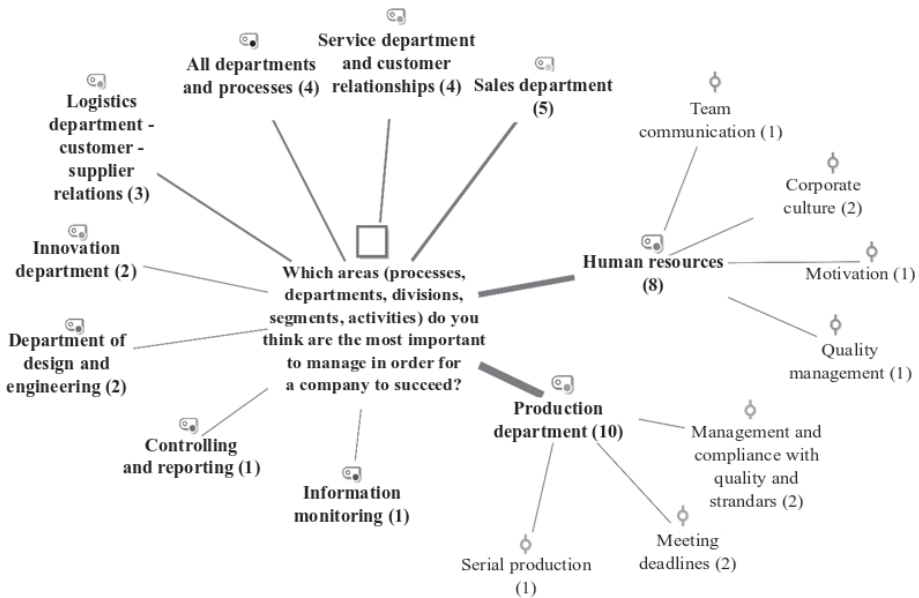 Service department
and customer
relationships (4)
All departments
and processes (4)
Sales department
(5)
Logistics
department -
customer -
supplier
relations (3)
Team
communication (1)
Corporate
culture (2)
Innovation
department (2)
Which areas (processes,
departments, divisions,
segments, activities) do you
think are the most important
to manage in order for
a company to succeed?
Human resources
(8)
Motivation (1)
Quality
management (1)
Department of
design and
engineering (2)
Production
department (10)
Management and
compliance with
quality and
strandars (2)
Controlling
and reporting (1)
Information
monitoring (1)
Serial production
(1)
Meeting
deadlines (2)